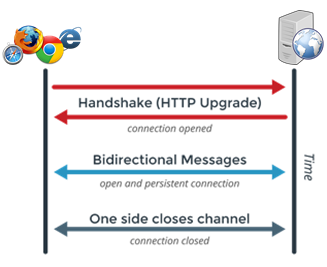 Handshake (HTTP Upgrade)
connection opened
Bidirectional Messages
open and persistent connection
Time
One side closes channel
connection closed